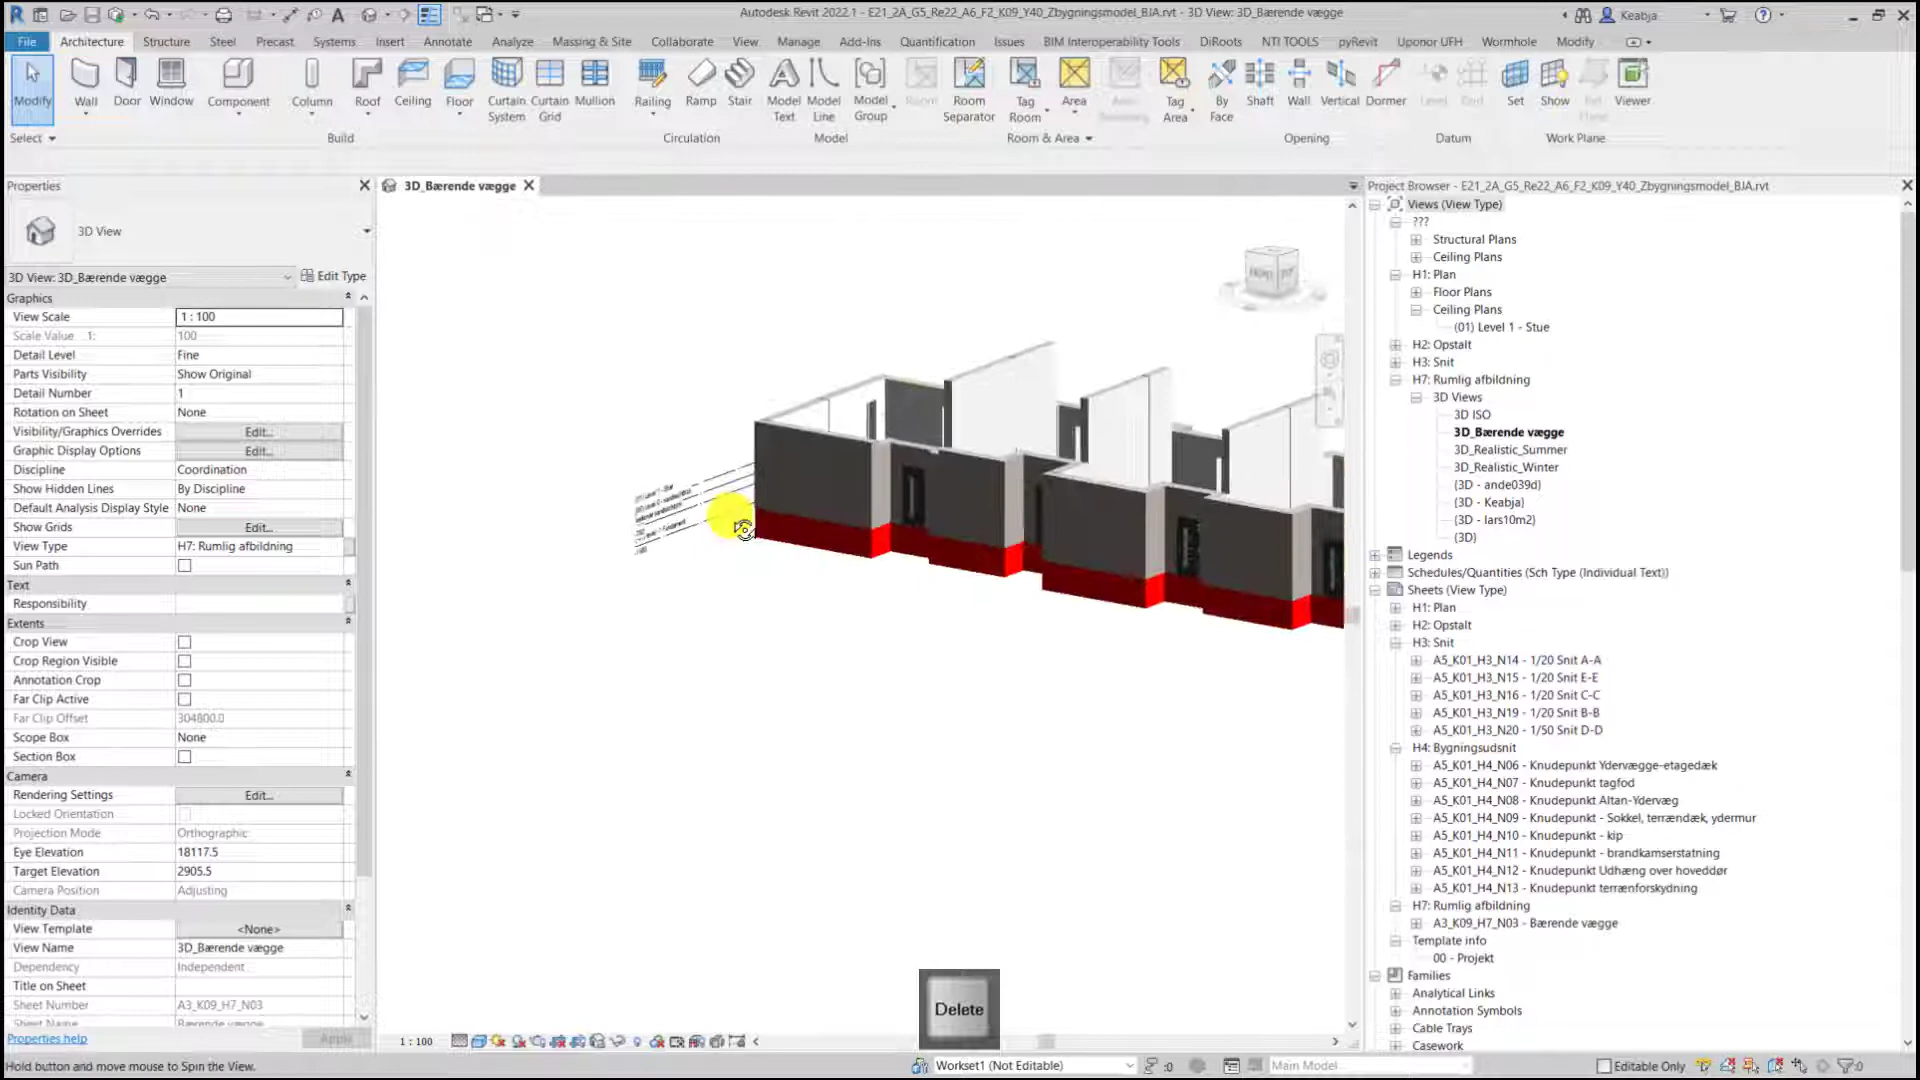 Autodesk Revit 2022.1 - E21_2A_G5_Re22_A6_F2_K09_Y40_Zbygningsmodel_BJA.rvt - 3D View: 3D_Bærende vægge
Keabja
File Architecture Structure Steel Precast Systems Insert Annotate Analyze Massing & Site Collaborate View Manage Add-Ins Quantification Issues BIM Interoperability Tools DiRoots NTI TOOLS pyRevit Uponor UFH Wormhole Modify
Modify Wall Door Window Component Column Roof Ceiling Floor Curtain System Curtain Grid Mullion Railing Ramp Stair Model Text Model Line Model Group Room Room Separator Tag Room Area Tag Area By Face Shaft Wall Vertical Dormer Level Grid Set Show Viewer
Select Build Circulation Model Room & Area Opening Datum Work Plane
Properties
3D_Bærende vægge
Project Browser - E21_2A_G5_Re22_A6_F2_K09_Y40_Zbygningsmodel_BJA.rvt
3D View
3D View: 3D_Bærende vægge Edit Type
Graphics
View Scale 1 : 100
Scale Value 1: 100
Detail Level Fine
Parts Visibility Show Original
Detail Number 1
Rotation on Sheet None
Visibility/Graphics Overrides Edit...
Graphic Display Options Edit...
Discipline Coordination
Show Hidden Lines By Discipline
Default Analysis Display Style None
Show Grids Edit...
View Type H7: Rumlig afbildning
Sun Path
Text
Responsibility
Extents
Crop View
Crop Region Visible
Annotation Crop
Far Clip Active
Far Clip Offset 304800.0
Scope Box None
Section Box
Camera
Rendering Settings Edit...
Locked Orientation
Projection Mode Orthographic
Eye Elevation 18117.5
Target Elevation 2905.5
Camera Position Adjusting
Identity Data
View Template <None>
View Name 3D_Bærende vægge
Dependency Independent
Title on Sheet
Sheet Number A3_K09_H7_N03
Sheet Name Bærende vægge
Properties help Apply
Views (View Type)
???
Structural Plans
Ceiling Plans
H1: Plan
Floor Plans
Ceiling Plans
(01) Level 1 - Stue
H2: Opstalt
H3: Snit
H7: Rumlig afbildning
3D Views
3D ISO
3D_Bærende vægge
3D_Realistic_Summer
3D_Realistic_Winter
{3D - ande039d}
{3D - Keabja}
{3D - lars10m2}
{3D}
Legends
Schedules/Quantities (Sch Type (Individual Text))
Sheets (View Type)
H1: Plan
H2: Opstalt
H3: Snit
A5_K01_H3_N14 - 1/20 Snit A-A
A5_K01_H3_N15 - 1/20 Snit E-E
A5_K01_H3_N16 - 1/20 Snit C-C
A5_K01_H3_N19 - 1/20 Snit B-B
A5_K01_H3_N20 - 1/50 Snit D-D
H4: Bygningsudsnit
A5_K01_H4_N06 - Knudepunkt Ydervægge-etagedæk
A5_K01_H4_N07 - Knudepunkt tagfod
A5_K01_H4_N08 - Knudepunkt Altan-Ydervæg
A5_K01_H4_N09 - Knudepunkt - Sokkel, terrændæk, ydermur
A5_K01_H4_N10 - Knudepunkt - kip
A5_K01_H4_N11 - Knudepunkt - brandkamserstatning
A5_K01_H4_N12 - Knudepunkt Udhæng over hoveddør
A5_K01_H4_N13 - Knudepunkt terrænforskydning
H7: Rumlig afbildning
A3_K09_H7_N03 - Bærende vægge
Template info
00 - Projekt
Families
Analytical Links
Annotation Symbols
Cable Trays
Casework
Delete
1 : 100
Hold button and move mouse to Spin the View.
Workset1 (Not Editable) :0 Main Model Editable Only :0